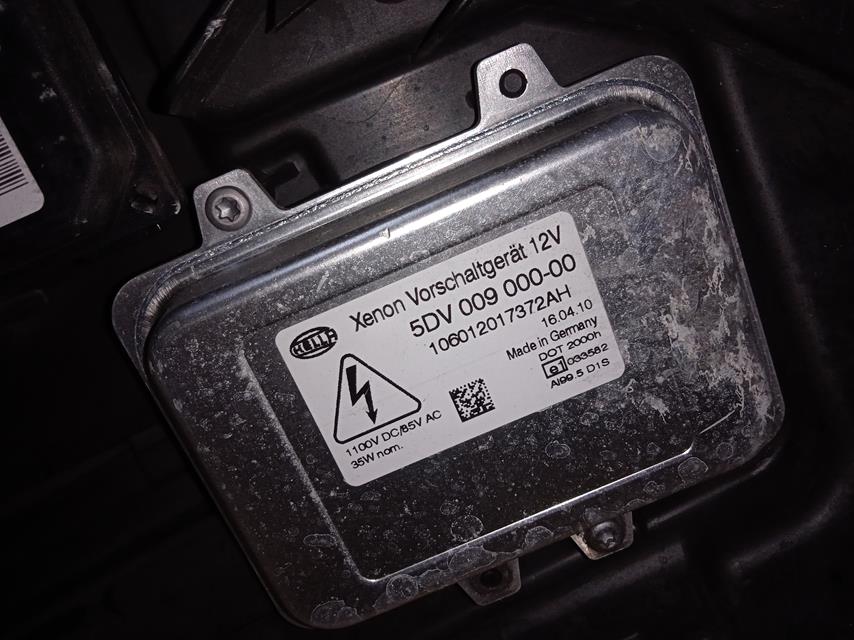 HELLA
Xenon Vorschaltgerät 12V
5DV 009 000-00
106012017372AH
16.04.10
Made in Germany
DOT 2000h
e1 033582
Al99.5 D1S
1100V DC/85V AC
35W nom.